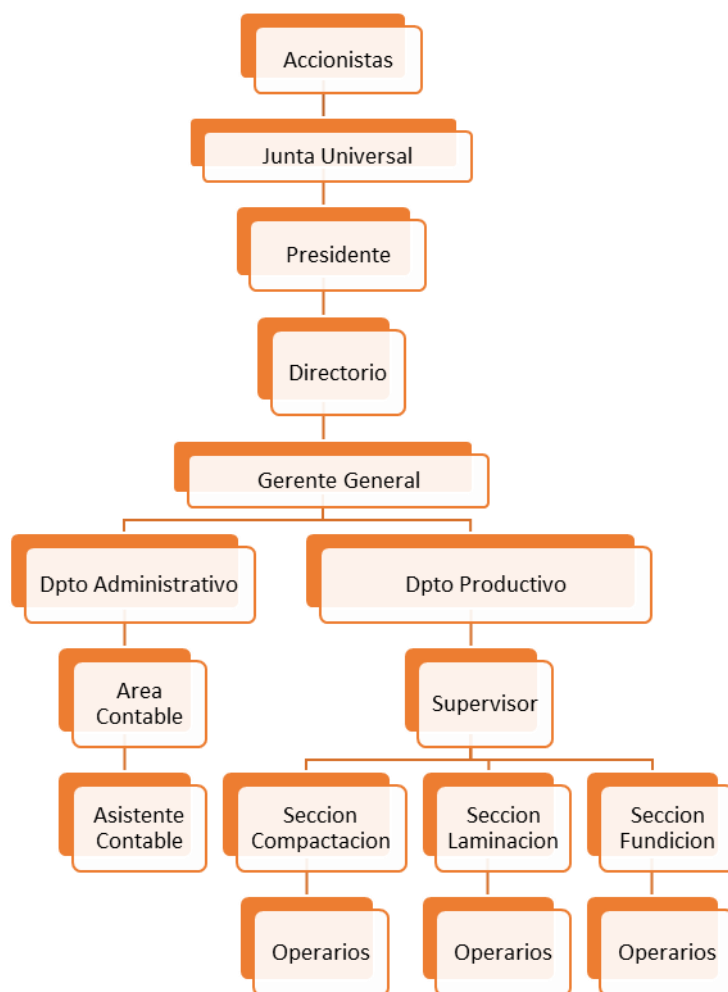 Accionistas
Junta Universal
Presidente
Directorio
Gerente General
Dpto Administrativo
Dpto Productivo
Area
Contable
Supervisor
Asistente
Contable
Seccion
Compactacion
Seccion
Laminacion
Seccion
Fundicion
Operarios
Operarios
Operarios